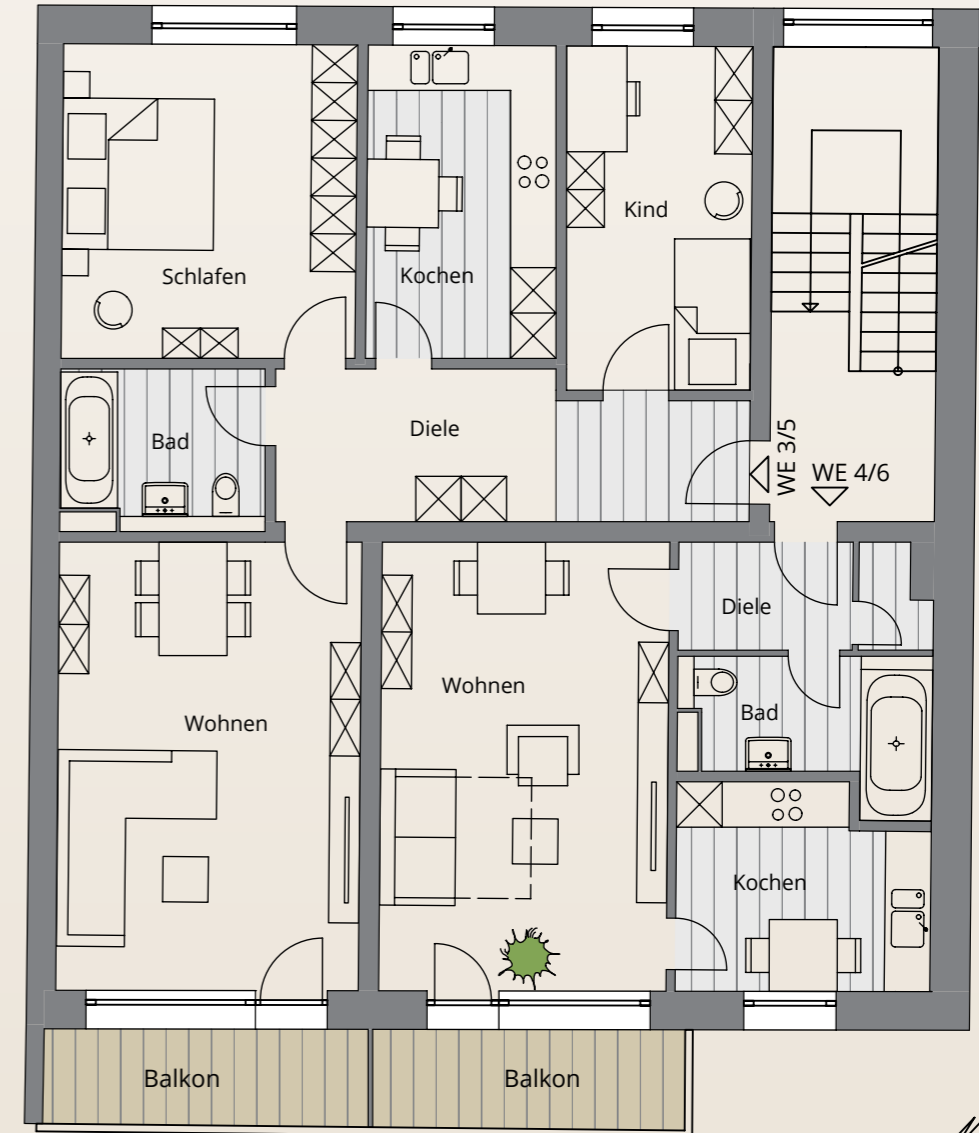 Schlafen
Kochen
Kind
Bad
Diele
WE 3/5
WE 4/6
Diele
Wohnen
Wohnen
Bad
Kochen
Balkon
Balkon